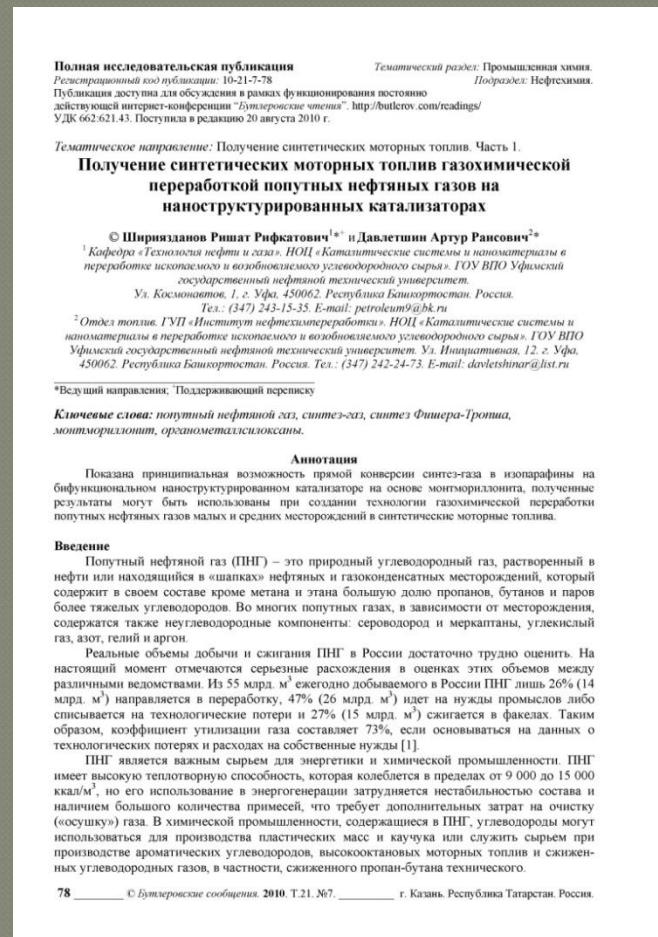 Полная исследовательская публикация Тематический раздел: Промышленная химия.
Регистрационный код публикации: 10-21-7-78 Подраздел: Нефтехимия.
Публикация доступна для обсуждения в рамках функционирования постоянно
действующей интернет-конференции “Бутлеровские чтения”. http://butlerov.com/readings/
УДК 662:621.43. Поступила в редакцию 20 августа 2010 г.
Тематическое направление: Получение синтетических моторных топлив. Часть 1.
Получение синтетических моторных топлив газохимической
переработкой попутных нефтяных газов на
наноструктурированных катализаторах
© Шириязданов Ришат Рифкатович¹*⁺ и Давлетшин Артур Раисович²*
¹ Кафедра «Технология нефти и газа». НОЦ «Каталитические системы и наноматериалы в
переработке ископаемого и возобновляемого углеводородного сырья». ГОУ ВПО Уфимский
государственный нефтяной технический университет.
Ул. Космонавтов, 1. г. Уфа, 450062. Республика Башкортостан. Россия.
Тел.: (347) 243-15-35. E-mail: petroleum9@bk.ru
² Отдел топлив. ГУП «Институт нефтехимпереработки». НОЦ «Каталитические системы и
наноматериалы в переработке ископаемого и возобновляемого углеводородного сырья». ГОУ ВПО
Уфимский государственный нефтяной технический университет. Ул. Инициативная, 12. г. Уфа,
450062. Республика Башкортостан. Россия. Тел.: (347) 242-24-73. E-mail: davletshinar@list.ru
*Ведущий направления; ⁺Поддерживающий переписку
Ключевые слова: попутный нефтяной газ, синтез-газ, синтез Фишера-Тропша,
монтмориллонит, органометаллсилоксаны.
Аннотация
Показана принципиальная возможность прямой конверсии синтез-газа в изопарафины на
бифункциональном наноструктурированном катализаторе на основе монтмориллонита, полученные
результаты могут быть использованы при создании технологии газохимической переработки
попутных нефтяных газов малых и средних месторождений в синтетические моторные топлива.
Введение
Попутный нефтяной газ (ПНГ) – это природный углеводородный газ, растворенный в
нефти или находящийся в «шапках» нефтяных и газоконденсатных месторождений, который
содержит в своем составе кроме метана и этана большую долю пропанов, бутанов и паров
более тяжелых углеводородов. Во многих попутных газах, в зависимости от месторождения,
содержатся также неуглеводородные компоненты: сероводород и меркаптаны, углекислый
газ, азот, гелий и аргон.
Реальные объемы добычи и сжигания ПНГ в России достаточно трудно оценить. На
настоящий момент отмечаются серьезные расхождения в оценках этих объемов между
различными ведомствами. Из 55 млрд. м³ ежегодно добываемого в России ПНГ лишь 26% (14
млрд. м³) направляется в переработку, 47% (26 млрд. м³) идет на нужды промыслов либо
списывается на технологические потери и 27% (15 млрд. м³) сжигается в факелах. Таким
образом, коэффициент утилизации газа составляет 73%, если основываться на данных о
технологических потерях и расходах на собственные нужды [1].
ПНГ является важным сырьем для энергетики и химической промышленности. ПНГ
имеет высокую теплотворную способность, которая колеблется в пределах от 9 000 до 15 000
ккал/м³, но его использование в энергогенерации затрудняется нестабильностью состава и
наличием большого количества примесей, что требует дополнительных затрат на очистку
(«осушку») газа. В химической промышленности, содержащиеся в ПНГ, углеводороды могут
использоваться для производства пластических масс и каучука или служить сырьем при
производстве ароматических углеводородов, высокооктановых моторных топлив и сжижен-
ных углеводородных газов, в частности, сжиженного пропан-бутана технического.
78 © Бутлеровские сообщения. 2010. Т.21. №7. г. Казань. Республика Татарстан. Россия.